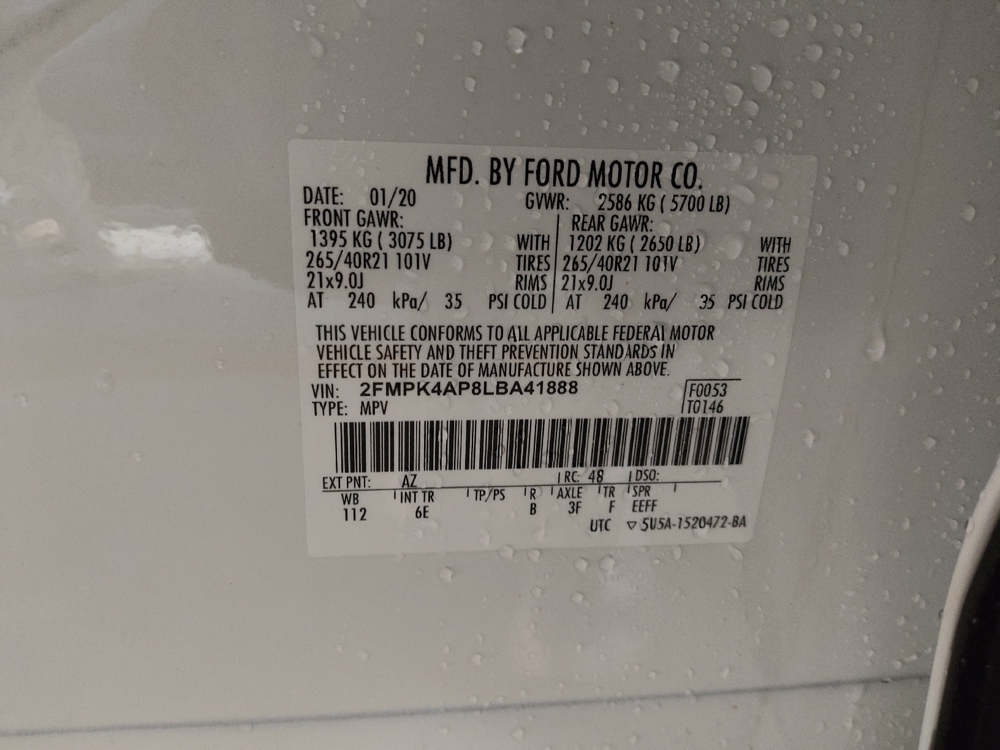 MFD. BY FORD MOTOR CO.
DATE: 01/20 GVWR: 2586 KG ( 5700 LB)
FRONT GAWR: REAR GAWR:
1395 KG ( 3075 LB) WITH 1202 KG ( 2650 LB) WITH
265/40R21 101V TIRES 265/40R21 101V TIRES
21x9.0J RIMS 21x9.0J RIMS
AT 240 kPa/ 35 PSI COLD AT 240 kPa/ 35 PSI COLD
THIS VEHICLE CONFORMS TO ALL APPLICABLE FEDERAL MOTOR
VEHICLE SAFETY AND THEFT PREVENTION STANDARDS IN
EFFECT ON THE DATE OF MANUFACTURE SHOWN ABOVE.
VIN: 2FMPK4AP8LBA41888 F0053
TYPE: MPV T0146
EXT PNT: AZ RC: 48 DSO:
WB INT TR TP/PS R AXLE TR SPR
112 6E B 3F F EEFF
UTC ▽ 5U5A-1520472-BA